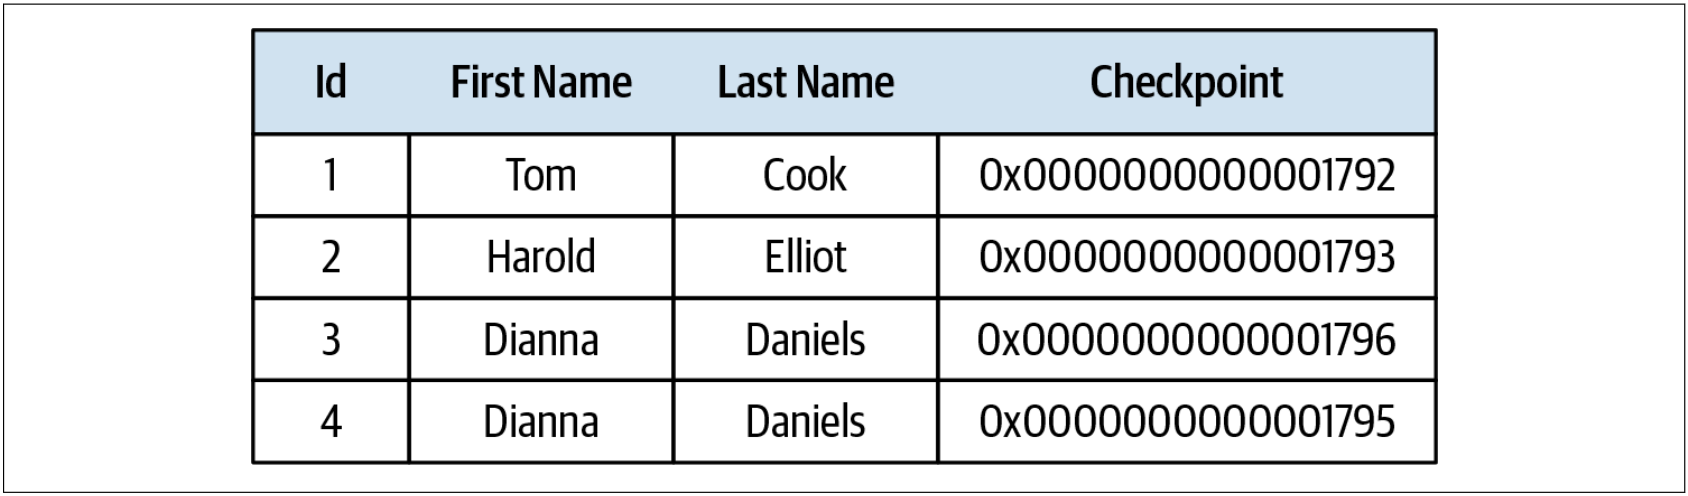 Id First Name Last Name Checkpoint
1 Tom Cook 0x0000000000001792
2 Harold Elliot 0x0000000000001793
3 Dianna Daniels 0x0000000000001796
4 Dianna Daniels 0x0000000000001795